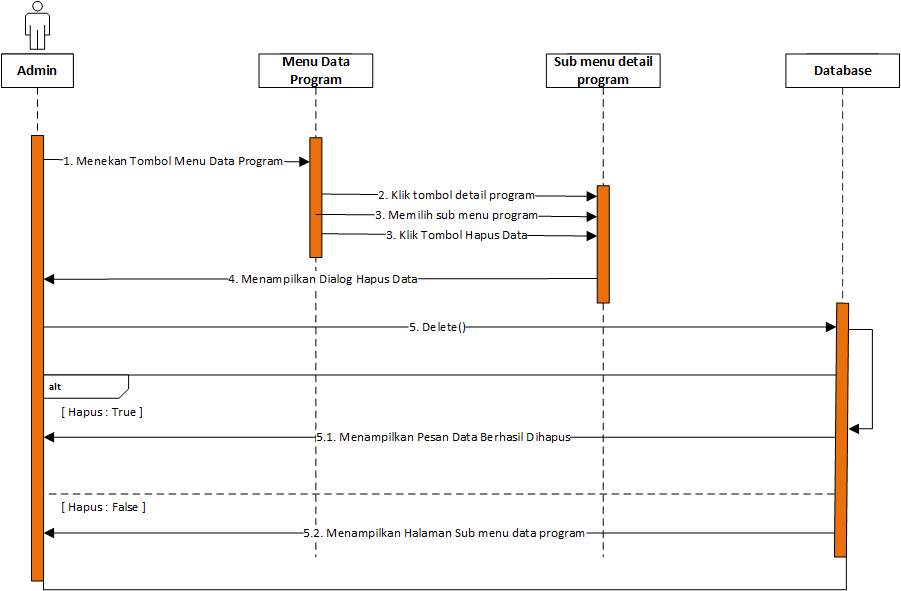 Admin
Menu Data
Program
Sub menu detail
program
Database
1. Menekan Tombol Menu Data Program
2. Klik tombol detail program
3. Memilih sub menu program
3. Klik Tombol Hapus Data
4. Menampilkan Dialog Hapus Data
5. Delete()
alt
[ Hapus : True ]
5.1. Menampilkan Pesan Data Berhasil Dihapus
[ Hapus : False ]
5.2. Menampilkan Halaman Sub menu data program